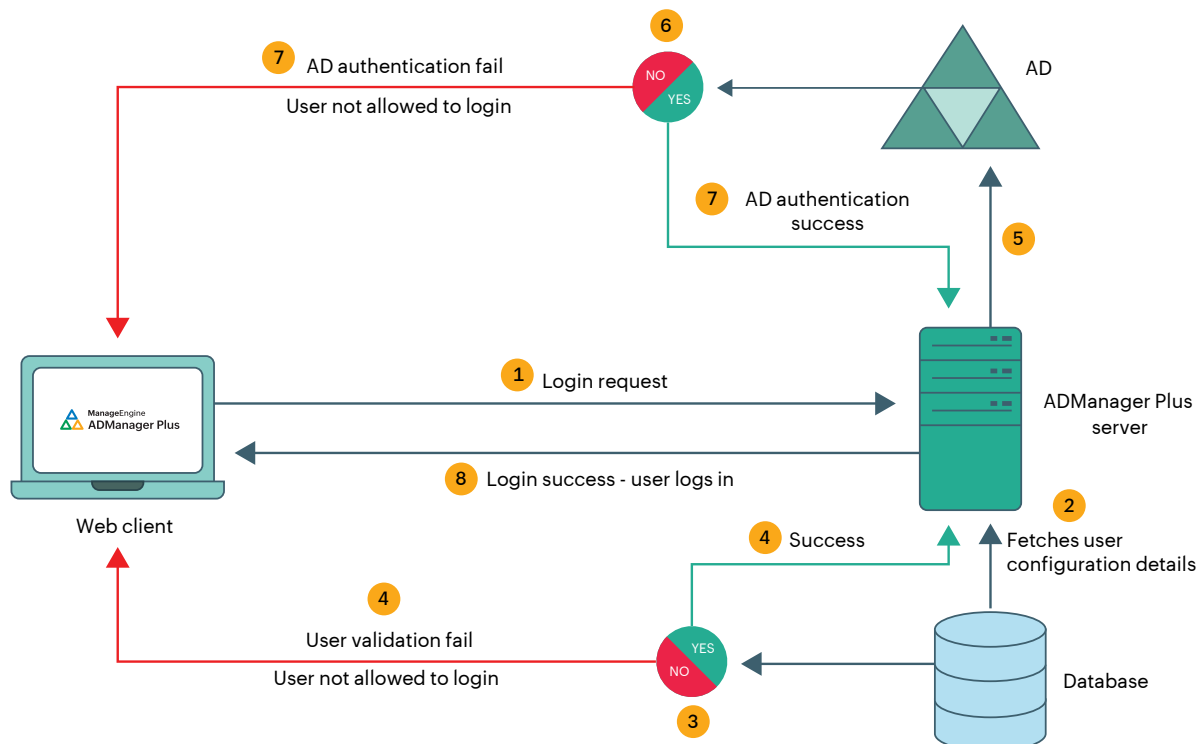 6
7
AD authentication fail
User not allowed to login
NO
YES
AD
7
AD authentication
success
5
1
Login request
ManageEngine
ADManager Plus
ADManager Plus
server
8
Login success - user logs in
Web client
2
Fetches user
configuration details
4
Success
4
User validation fail
User not allowed to login
YES
NO
3
Database